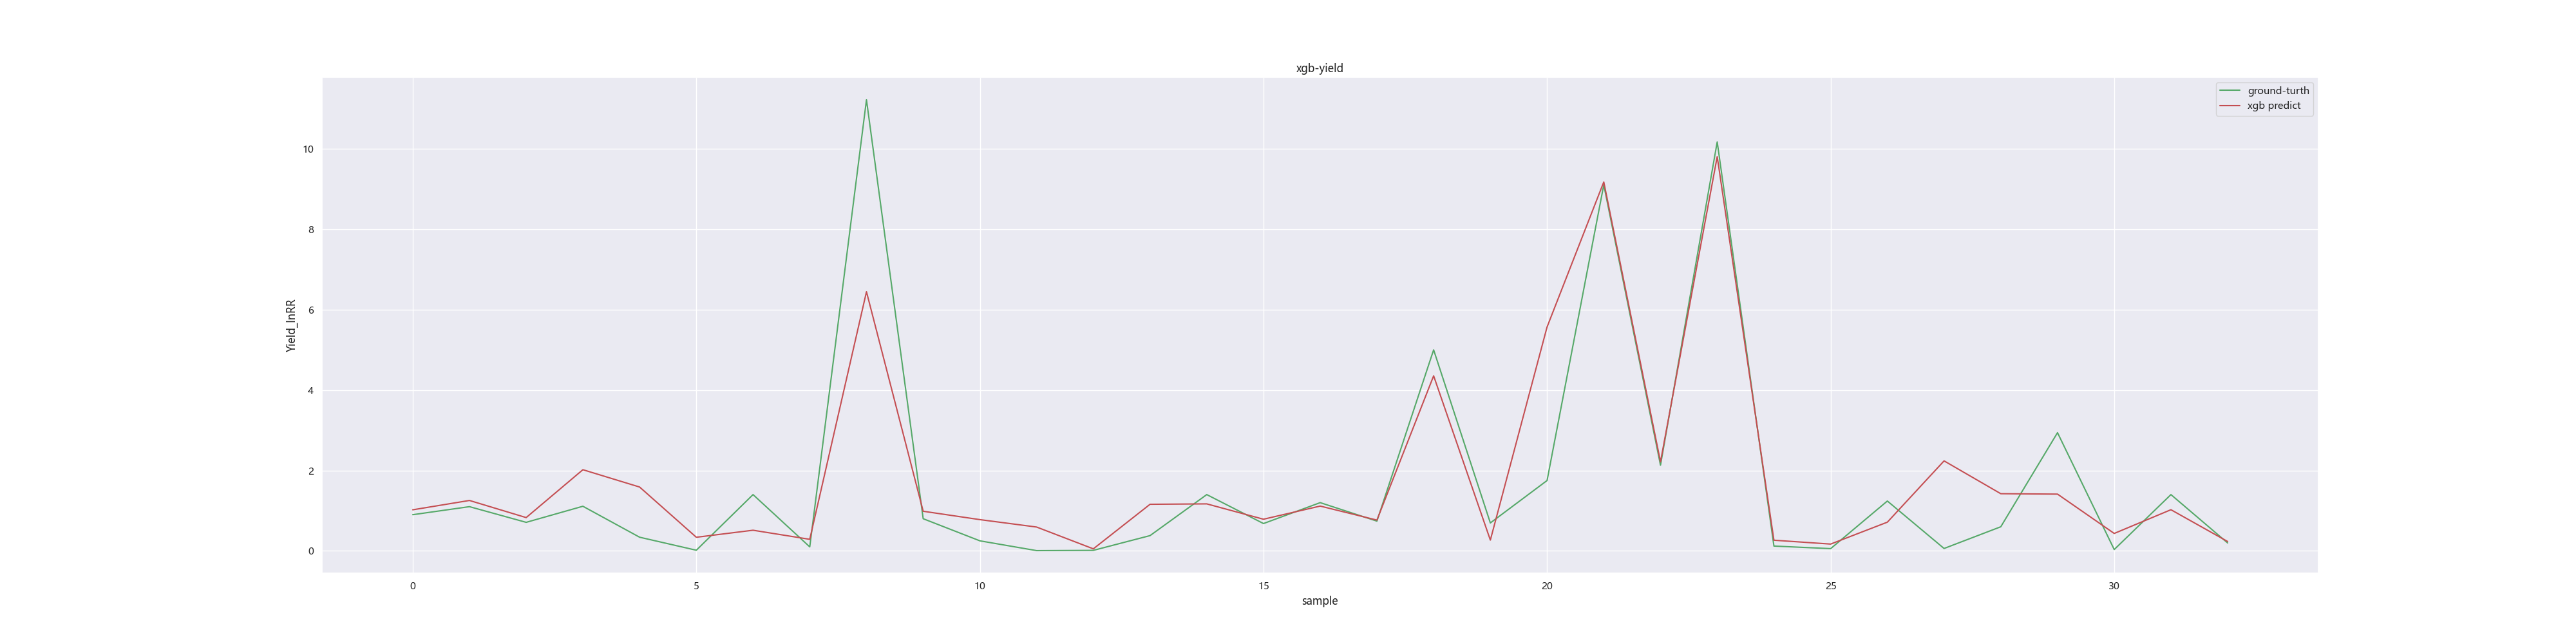 xgb-yield
ground-turth
xgb predict
10
8
6
4
2
0
Yield_lnRR
0 5 10 15 20 25 30
sample